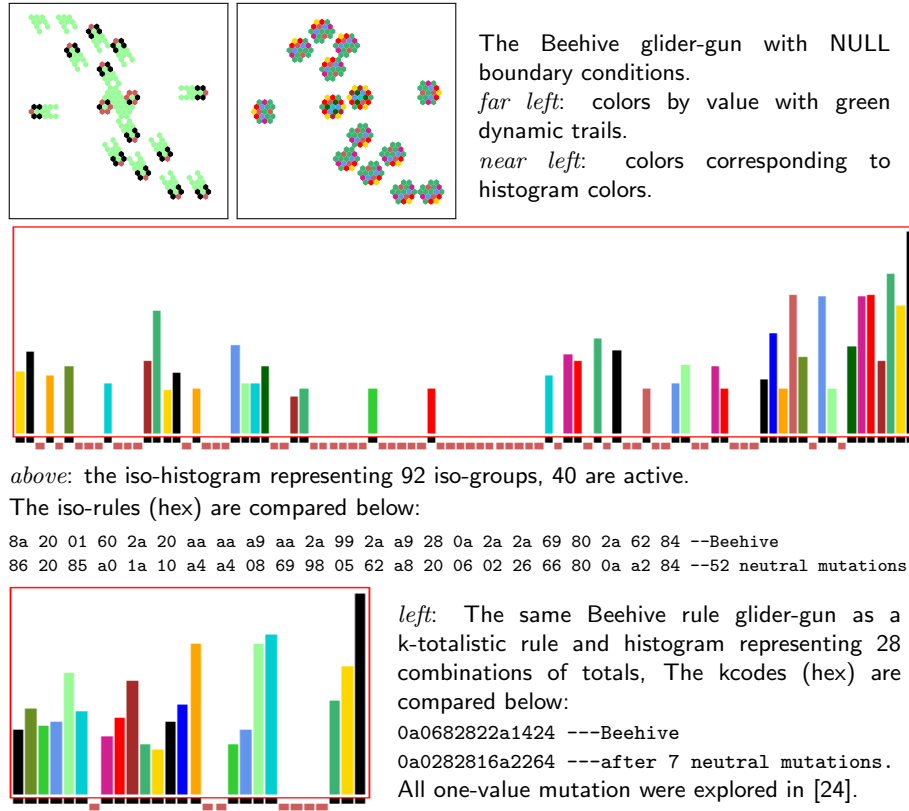 The Beehive glider-gun with NULL
boundary conditions.
far left: colors by value with green
dynamic trails.
near left: colors corresponding to
histogram colors.
above: the iso-histogram representing 92 iso-groups, 40 are active.
The iso-rules (hex) are compared below:
8a 20 01 60 2a 20 aa aa a9 aa 2a 99 2a a9 28 0a 2a 2a 69 80 2a 62 84 --Beehive
86 20 85 a0 1a 10 a4 a4 08 69 98 05 62 a8 20 06 02 26 66 80 0a a2 84 --52 neutral mutations
left: The same Beehive rule glider-gun as a
k-totalistic rule and histogram representing 28
combinations of totals, The kcodes (hex) are
compared below:
0a0682822a1424 ---Beehive
0a0282816a2264 ---after 7 neutral mutations.
All one-value mutation were explored in [24].